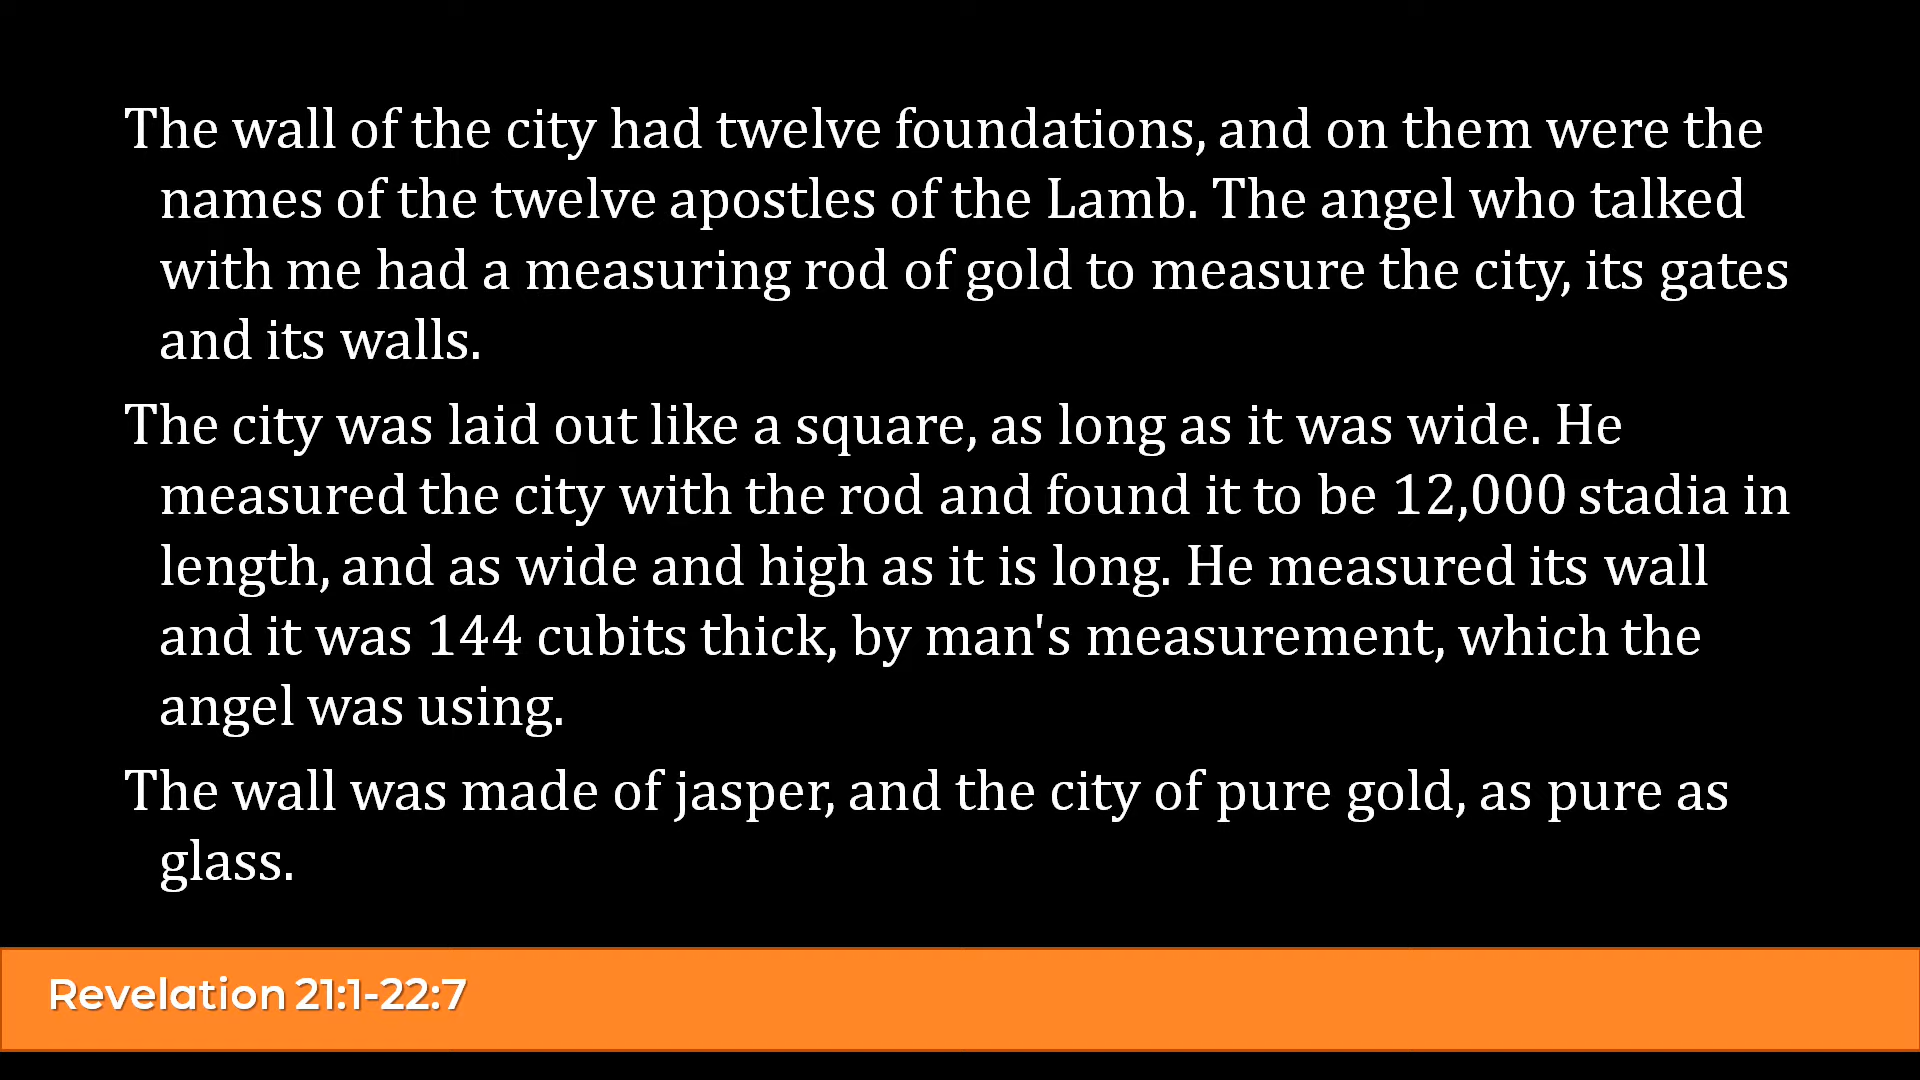 The wall of the city had twelve foundations, and on them were the
names of the twelve apostles of the Lamb. The angel who talked
with me had a measuring rod of gold to measure the city, its gates
and its walls.
The city was laid out like a square, as long as it was wide. He
measured the city with the rod and found it to be 12,000 stadia in
length, and as wide and high as it is long. He measured its wall
and it was 144 cubits thick, by man's measurement, which the
angel was using.
The wall was made of jasper, and the city of pure gold, as pure as
glass.
Revelation 21:1-22:7